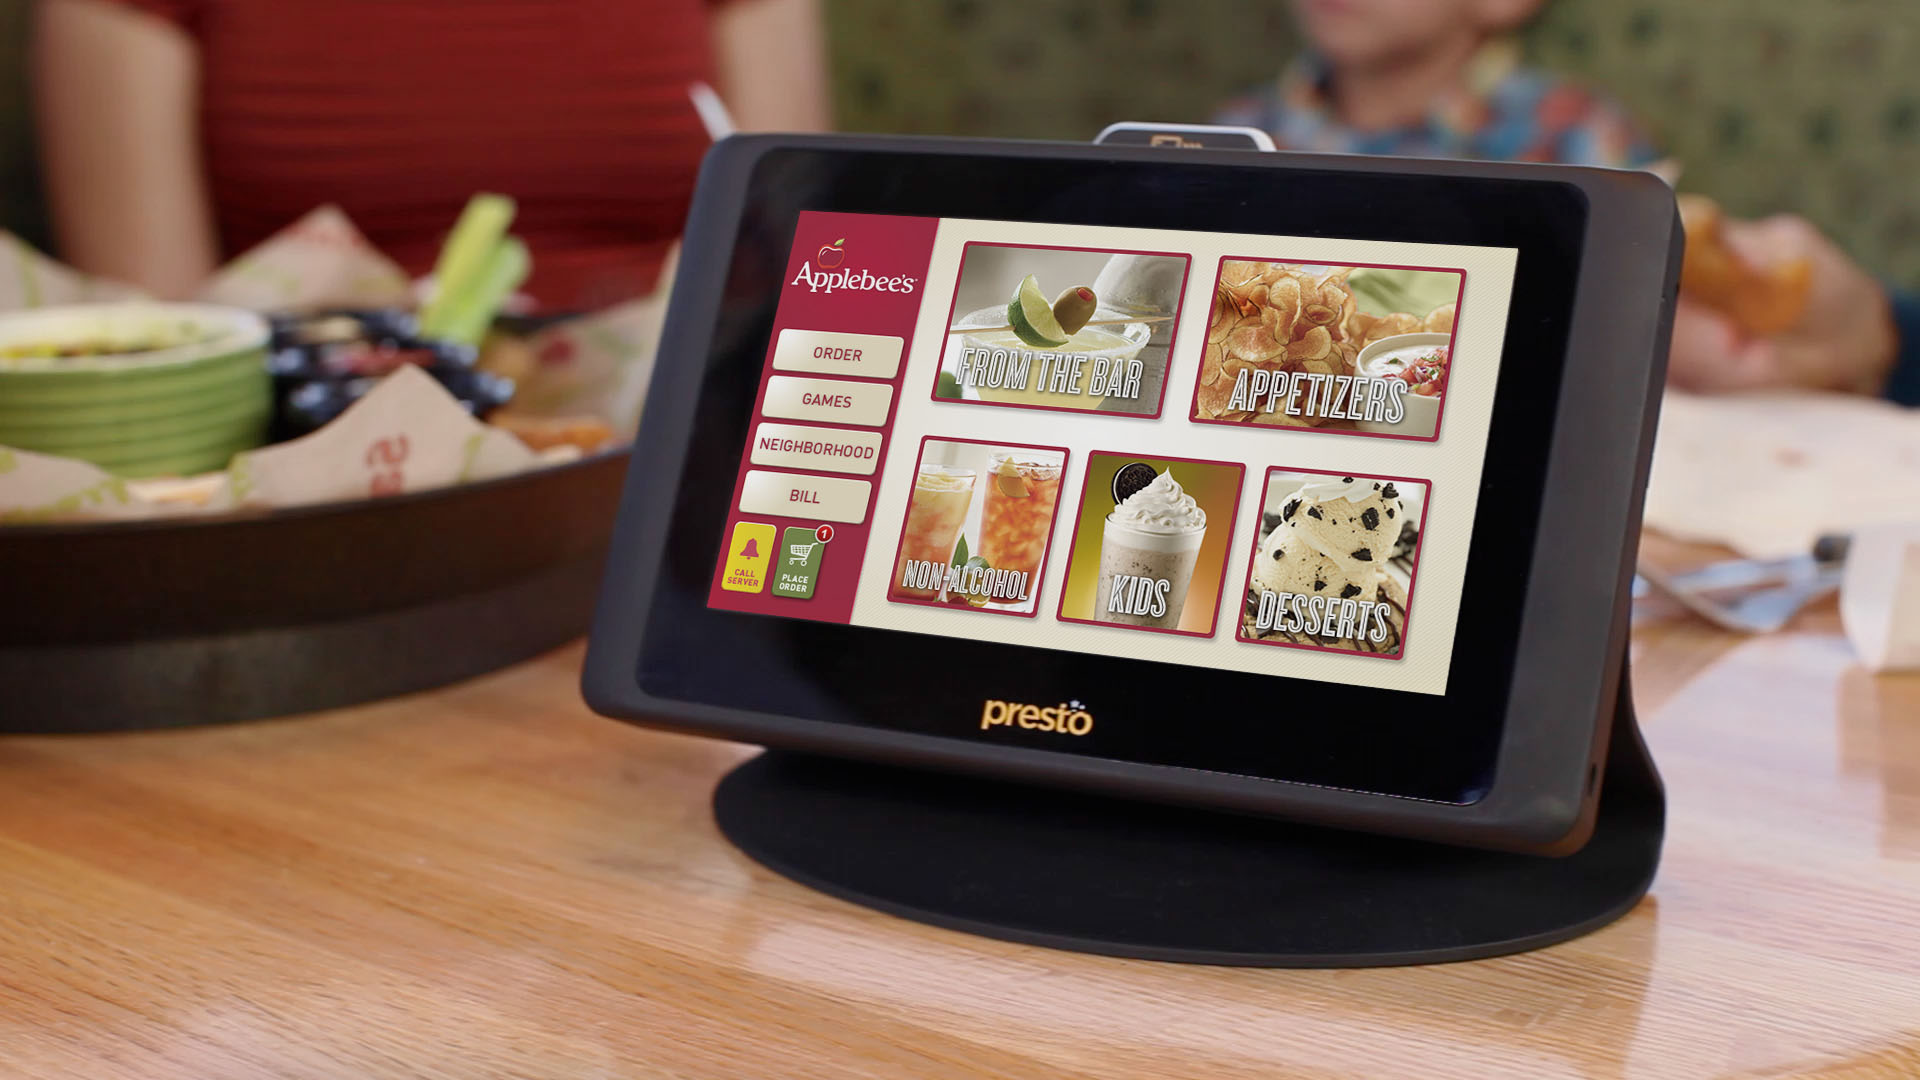 Applebee's
ORDER
GAMES
NEIGHBORHOOD
BILL
CALL
SERVER
1
PLACE
ORDER
FROM THE BAR
APPETIZERS
NON-ALCOHOL
KIDS
DESSERTS
presto